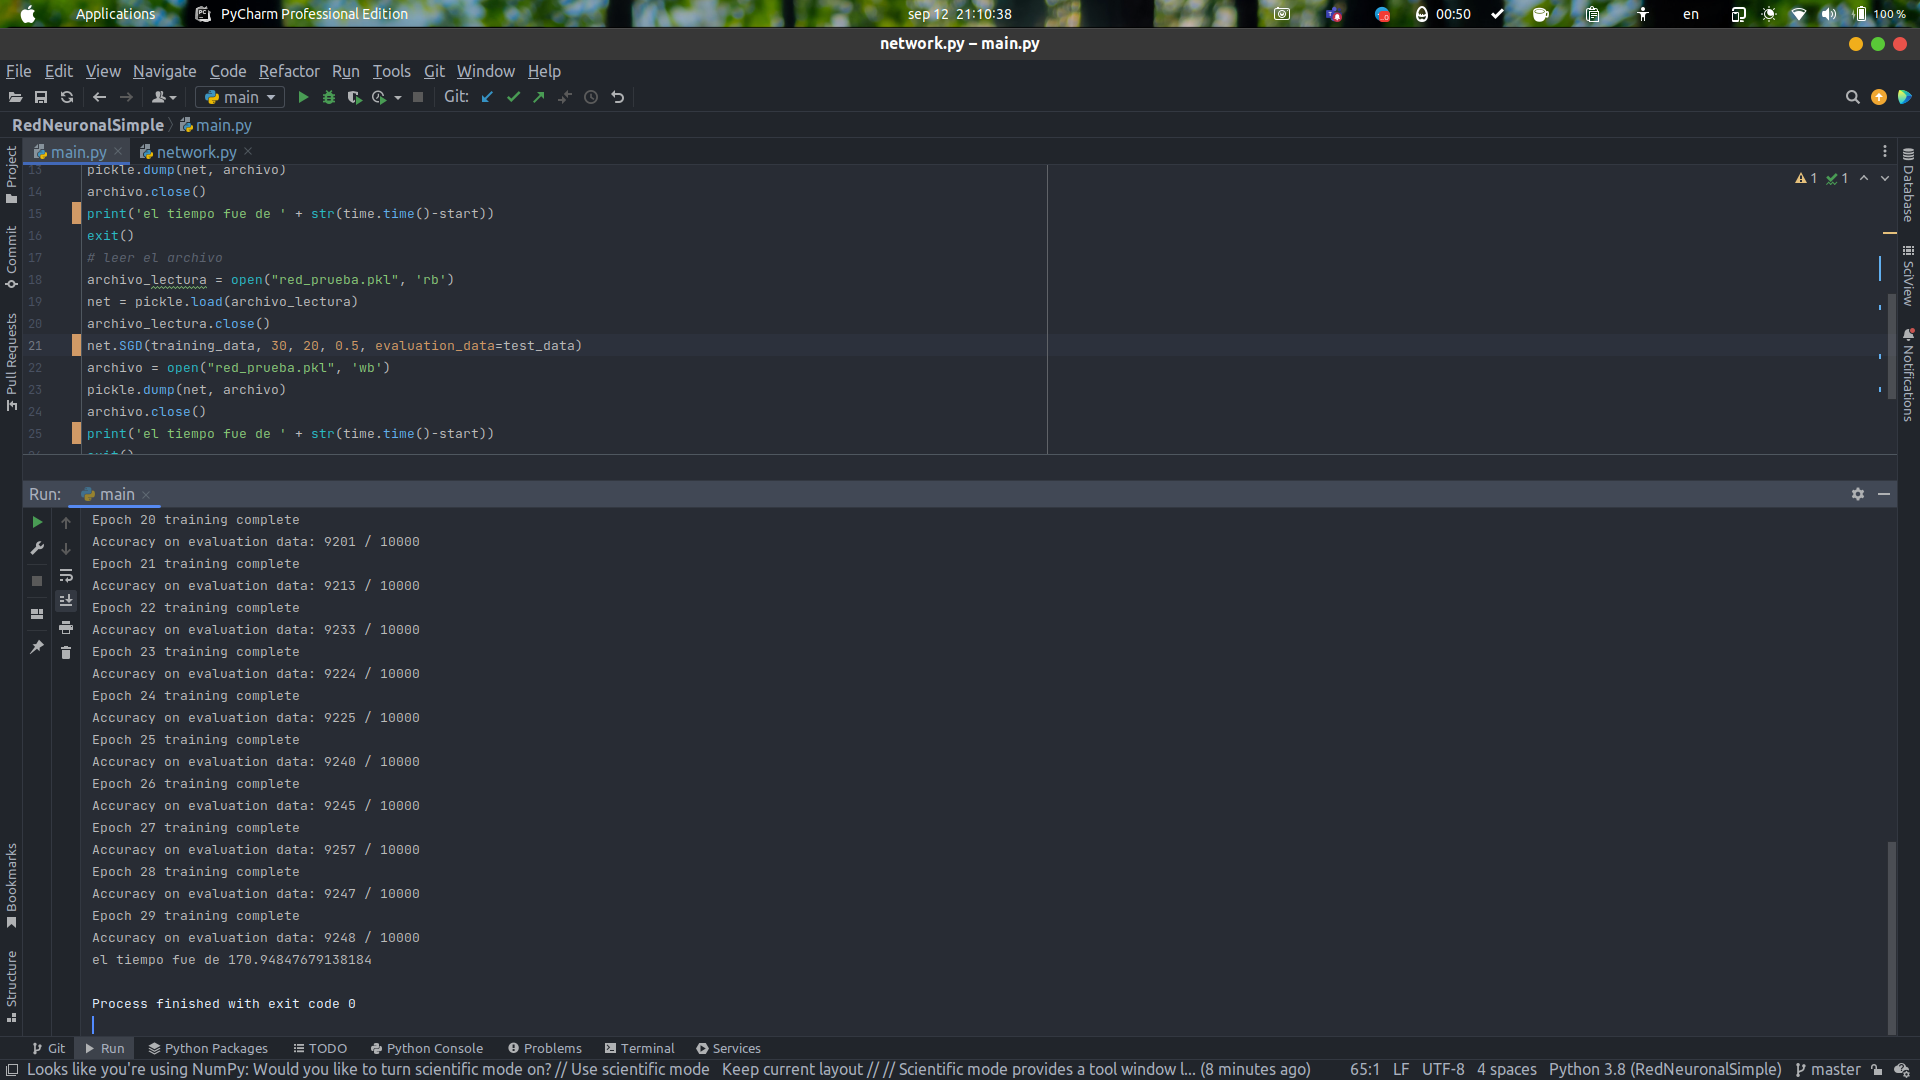 Applications PyCharm Professional Edition sep 12 21:10:38 00:50 en 100 %
network.py – main.py
File Edit View Navigate Code Refactor Run Tools Git Window Help
main Git:
RedNeuronalSimple main.py
main.py network.py
Project
Commit
Pull Requests
Bookmarks
Structure
13 pickle.dump(net, archivo)
14 archivo.close()
15 print('el tiempo fue de ' + str(time.time()-start))
16 exit()
17 # leer el archivo
18 archivo_lectura = open("red_prueba.pkl", 'rb')
19 net = pickle.load(archivo_lectura)
20 archivo_lectura.close()
21 net.SGD(training_data, 30, 20, 0.5, evaluation_data=test_data)
22 archivo = open("red_prueba.pkl", 'wb')
23 pickle.dump(net, archivo)
24 archivo.close()
25 print('el tiempo fue de ' + str(time.time()-start))
1 1
Database
SciView
Notifications
Run: main
Epoch 20 training complete
Accuracy on evaluation data: 9201 / 10000
Epoch 21 training complete
Accuracy on evaluation data: 9213 / 10000
Epoch 22 training complete
Accuracy on evaluation data: 9233 / 10000
Epoch 23 training complete
Accuracy on evaluation data: 9224 / 10000
Epoch 24 training complete
Accuracy on evaluation data: 9225 / 10000
Epoch 25 training complete
Accuracy on evaluation data: 9240 / 10000
Epoch 26 training complete
Accuracy on evaluation data: 9245 / 10000
Epoch 27 training complete
Accuracy on evaluation data: 9257 / 10000
Epoch 28 training complete
Accuracy on evaluation data: 9247 / 10000
Epoch 29 training complete
Accuracy on evaluation data: 9248 / 10000
el tiempo fue de 170.94847679138184
Process finished with exit code 0
Git Run Python Packages TODO Python Console Problems Terminal Services
Looks like you're using NumPy: Would you like to turn scientific mode on? // Use scientific mode Keep current layout // // Scientific mode provides a tool window l... (8 minutes ago) 65:1 LF UTF-8 4 spaces Python 3.8 (RedNeuronalSimple) master